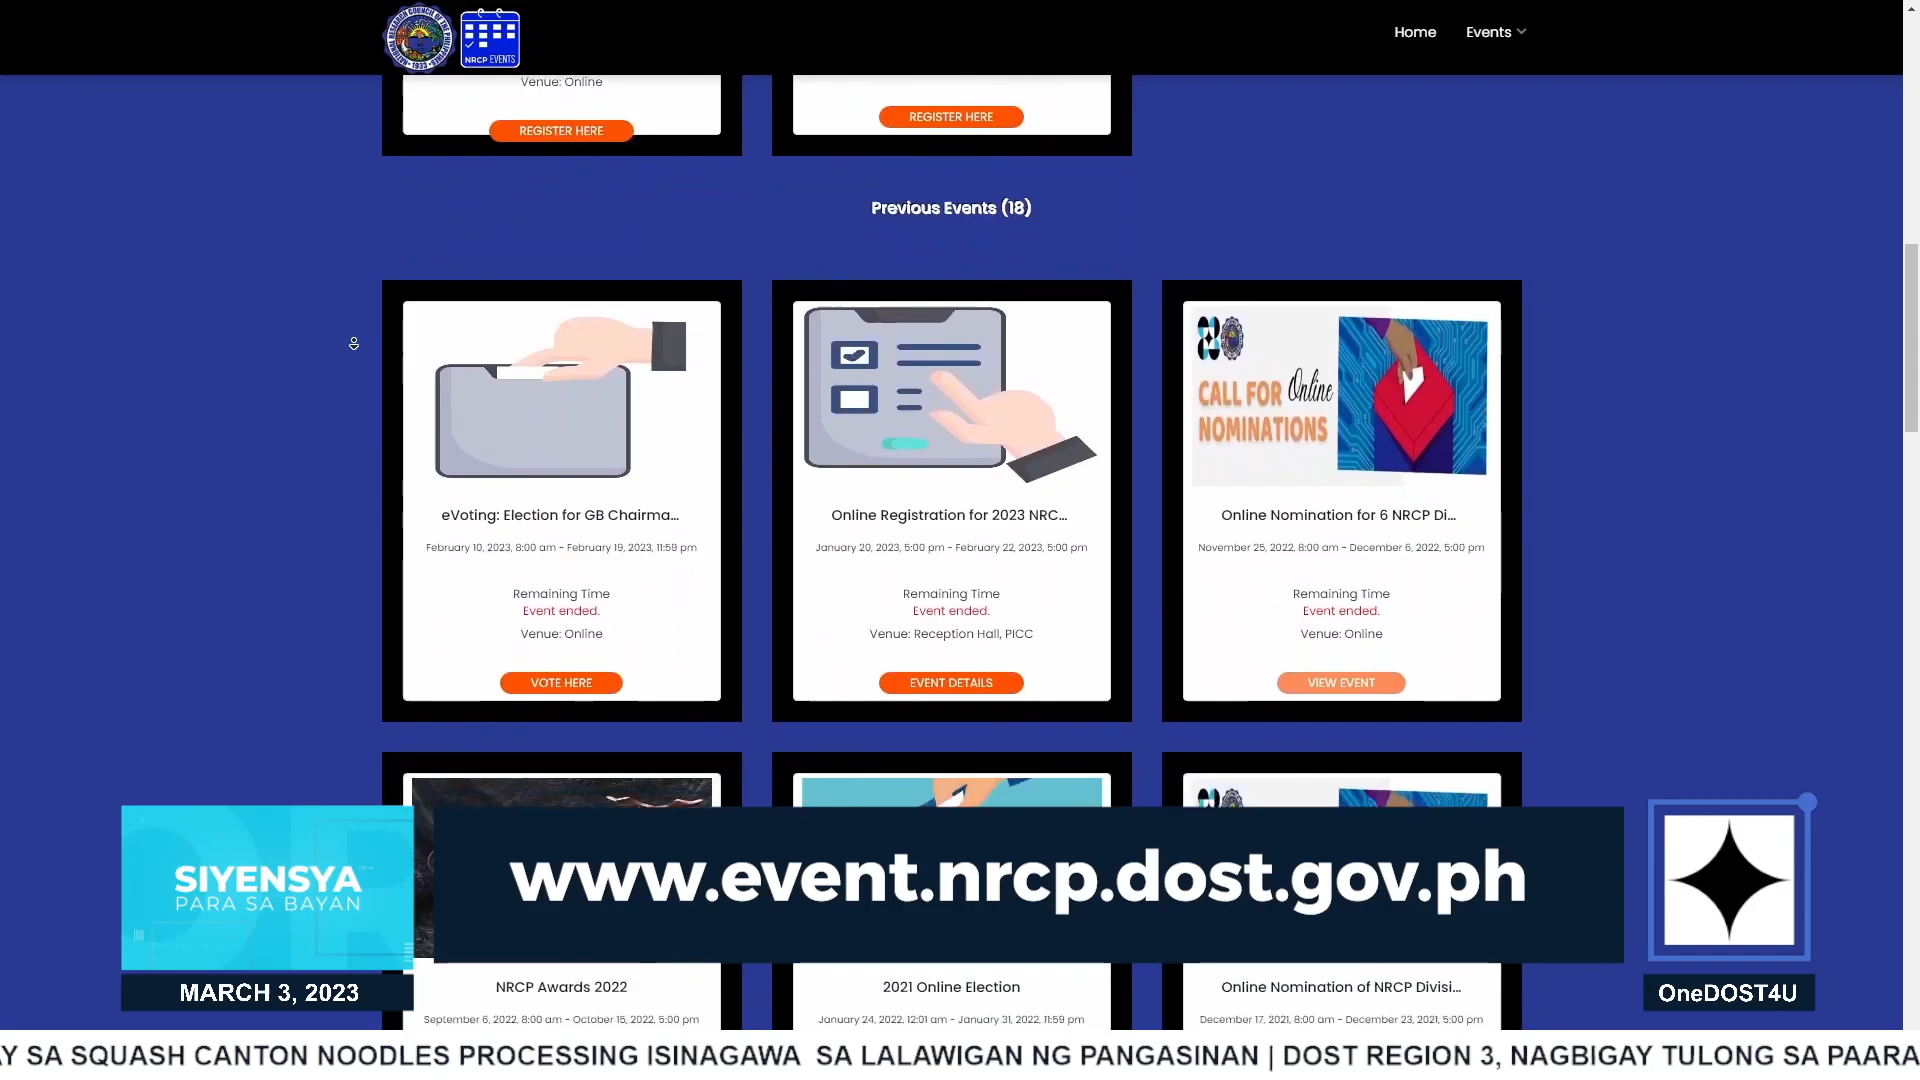 NATIONAL RESEARCH COUNCIL OF THE PHILIPPINES
1933
NRCP EVENTS
Home
Events
Venue: Online
REGISTER HERE
REGISTER HERE
Previous Events (18)
CALL FOR Online
NOMINATIONS
eVoting: Election for GB Chairma...
February 10, 2023, 8:00 am - February 19, 2023, 11:59 pm
Remaining Time
Event ended.
Venue: Online
VOTE HERE
Online Registration for 2023 NRC...
January 20, 2023, 5:00 pm - February 22, 2023, 5:00 pm
Remaining Time
Event ended.
Venue: Reception Hall, PICC
EVENT DETAILS
Online Nomination for 6 NRCP Di...
November 25, 2022, 8:00 am - December 6, 2022, 5:00 pm
Remaining Time
Event ended.
Venue: Online
VIEW EVENT
SIYENSYA
PARA SA BAYAN
www.event.nrcp.dost.gov.ph
MARCH 3, 2023
OneDOST4U
NRCP Awards 2022
September 6, 2022, 8:00 am - October 15, 2022, 5:00 pm
2021 Online Election
January 24, 2022, 12:01 am - January 31, 2022, 11:59 pm
Online Nomination of NRCP Divisi...
December 17, 2021, 8:00 am - December 23, 2021, 5:00 pm
AY SA SQUASH CANTON NOODLES PROCESSING ISINAGAWA SA LALAWIGAN NG PANGASINAN | DOST REGION 3, NAGBIGAY TULONG SA PAARA